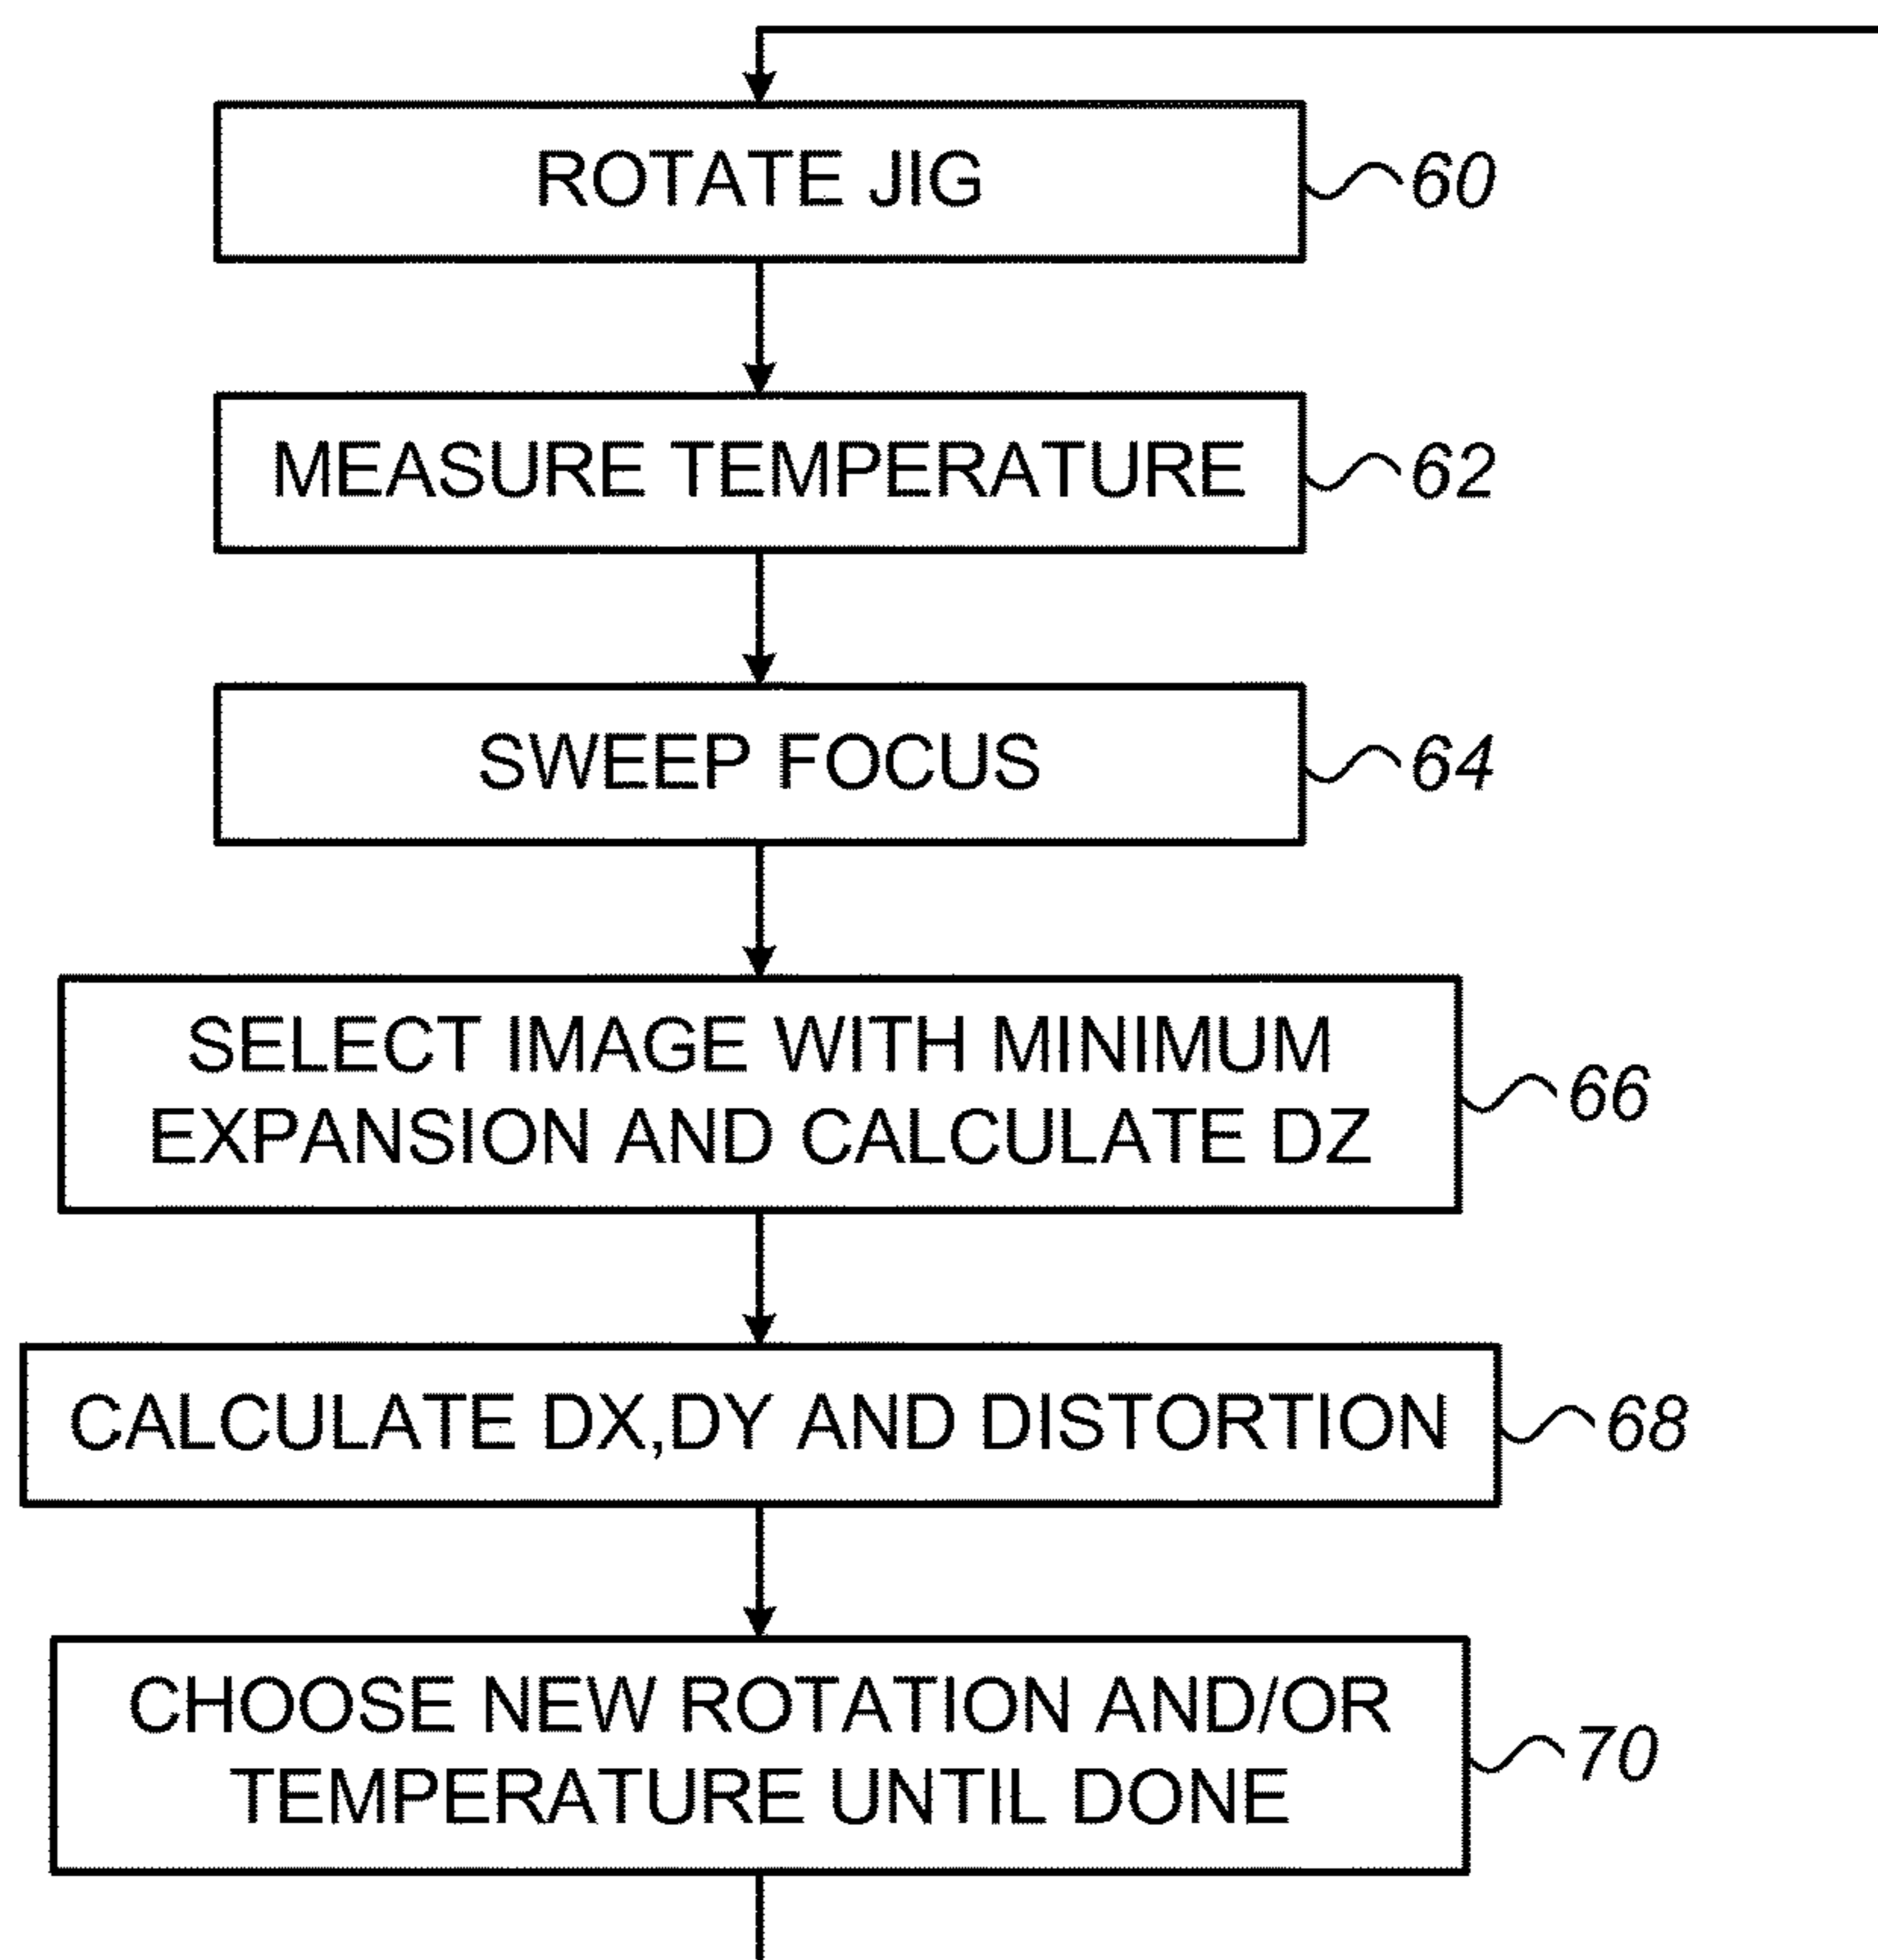 ROTATE JIG
60
MEASURE TEMPERATURE
62
SWEEP FOCUS
64
SELECT IMAGE WITH MINIMUM
EXPANSION AND CALCULATE DZ
66
CALCULATE DX,DY AND DISTORTION
68
CHOOSE NEW ROTATION AND/OR
TEMPERATURE UNTIL DONE
70